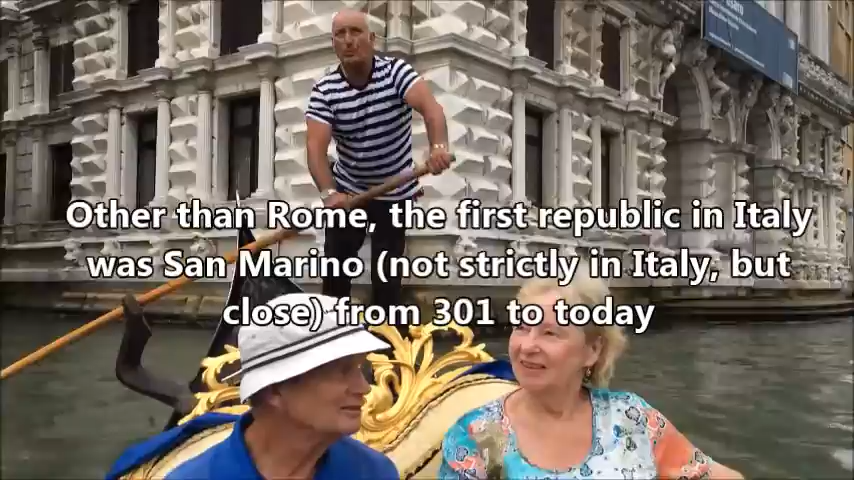 Other than Rome, the first republic in Italy
was San Marino (not strictly in Italy, but
close) from 301 to today